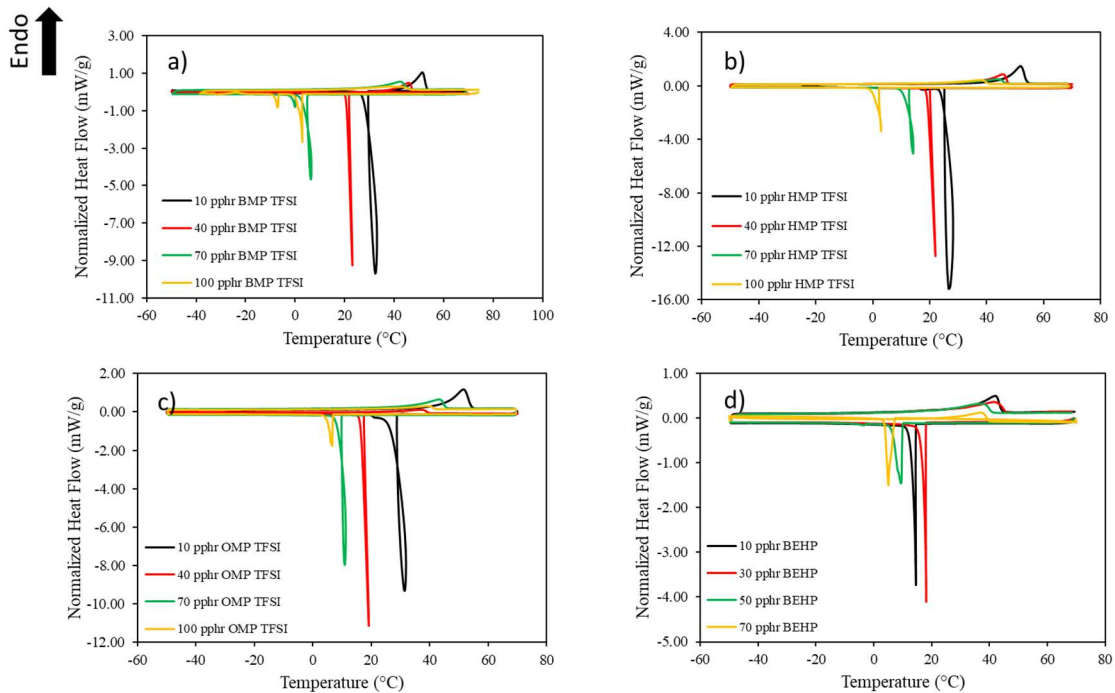 Endo
a)
Normalized Heat Flow (mW/g)
3.00
1.00
-1.00
-3.00
-5.00
-7.00
-9.00
-11.00
10 pphr BMP TFSI
40 pphr BMP TFSI
70 pphr BMP TFSI
100 pphr BMP TFSI
-60 -40 -20 0 20 40 60 80 100
Temperature (°C)
b)
Normalized Heat Flow (mW/g)
4.00
0.00
-4.00
-8.00
-12.00
-16.00
10 pphr HMP TFSI
40 pphr HMP TFSI
70 pphr HMP TFSI
100 pphr HMP TFSI
-60 -40 -20 0 20 40 60 80
Temperature (°C)
c)
Normalized Heat Flow (mW/g)
2.00
0.00
-2.00
-4.00
-6.00
-8.00
-10.00
-12.00
10 pphr OMP TFSI
40 pphr OMP TFSI
70 pphr OMP TFSI
100 pphr OMP TFSI
-60 -40 -20 0 20 40 60 80
Temperature (°C)
d)
Normalized Heat Flow (mW/g)
1.00
0.00
-1.00
-2.00
-3.00
-4.00
-5.00
10 pphr BEHP
30 pphr BEHP
50 pphr BEHP
70 pphr BEHP
-60 -40 -20 0 20 40 60 80
Temperature (°C)